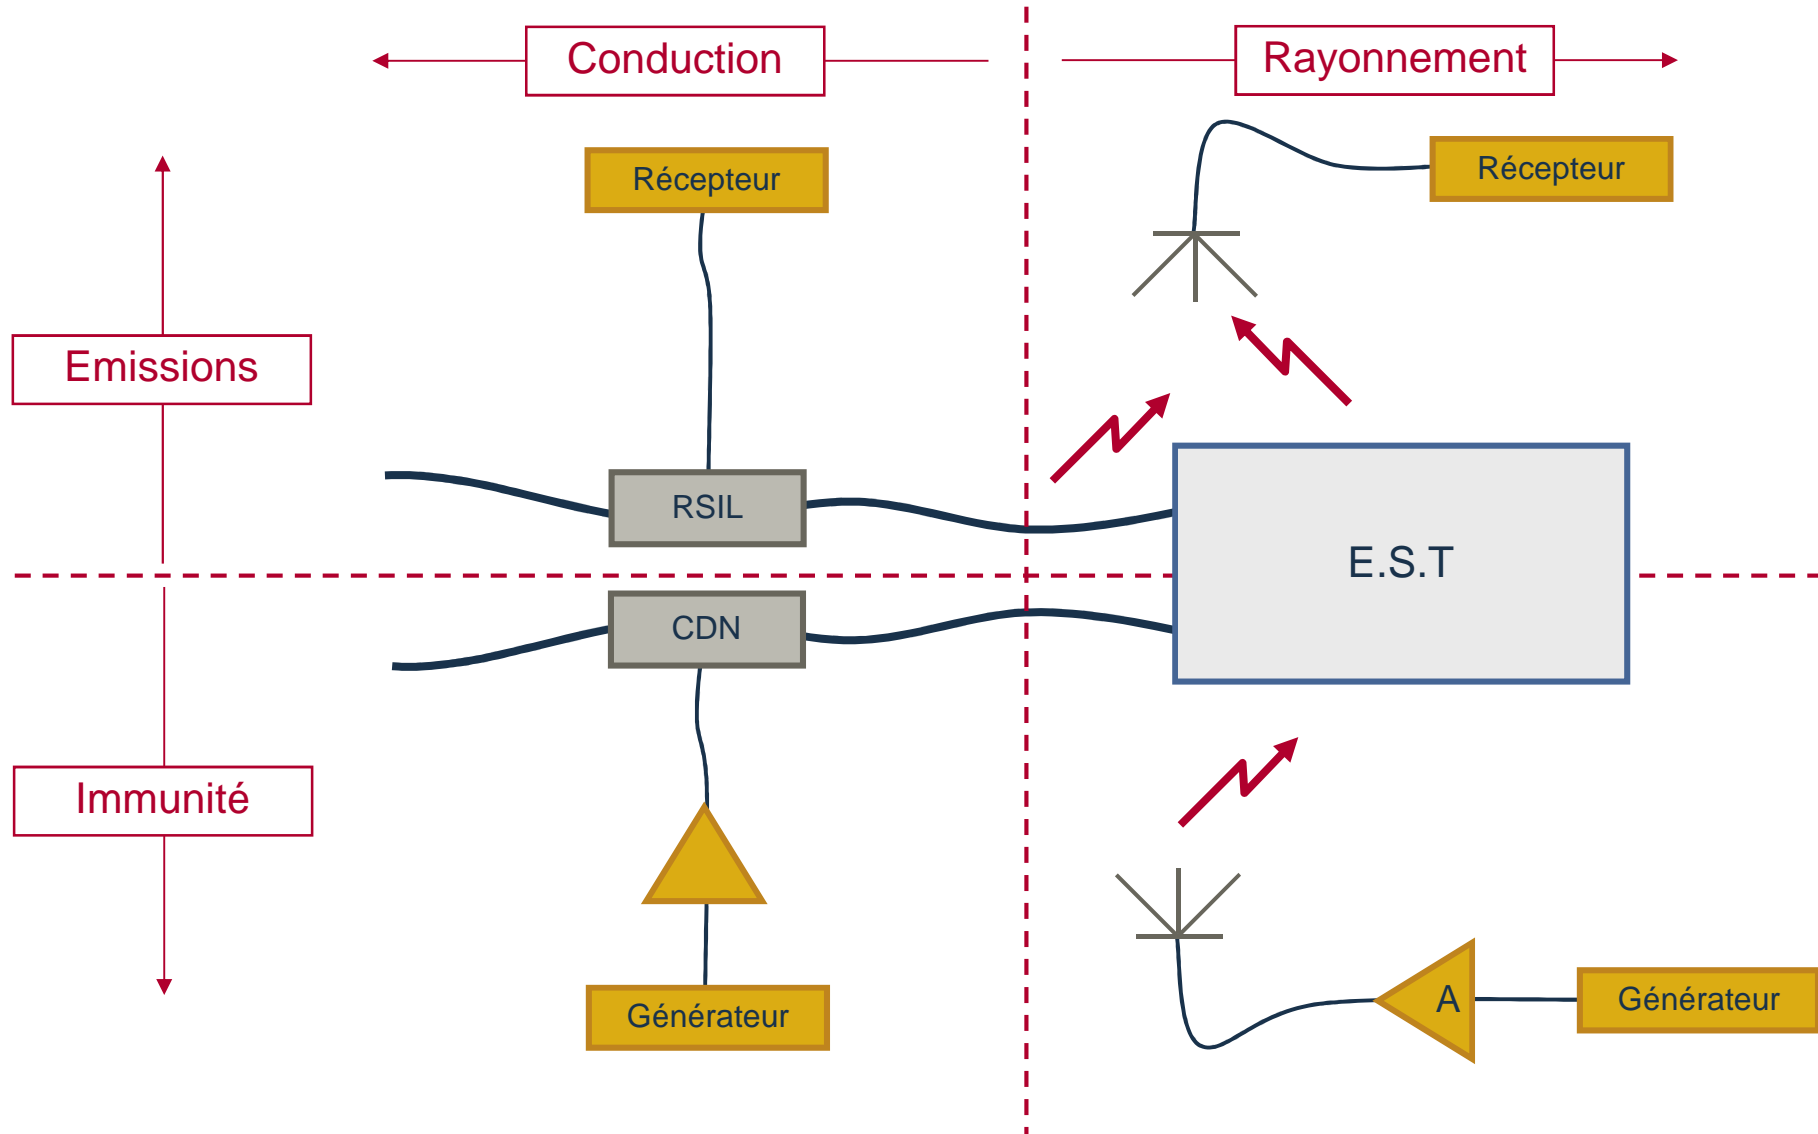 Conduction
Rayonnement
Récepteur
Récepteur
Emissions
RSIL
E.S.T
CDN
Immunité
A
Générateur
Générateur